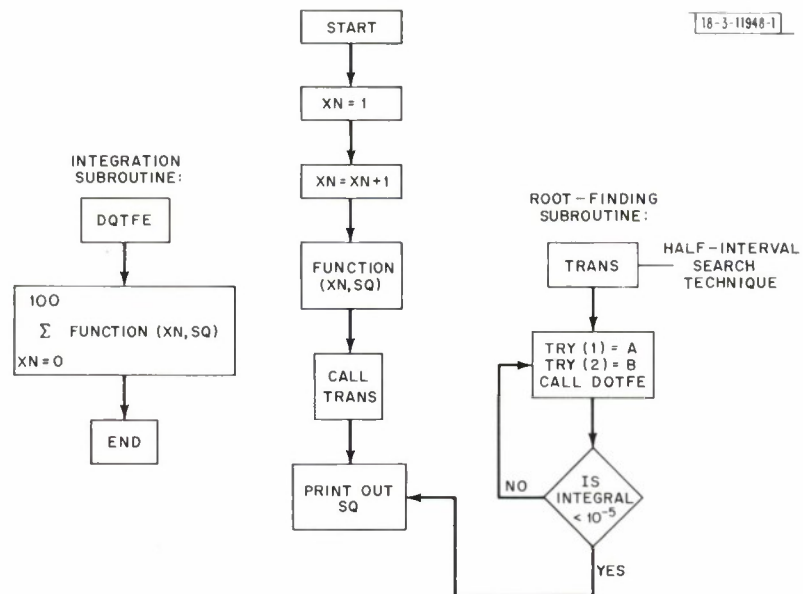 18-3-11948-1
START
XN = 1
XN = XN+1
FUNCTION
(XN, SQ)
CALL
TRANS
PRINT OUT
SQ
INTEGRATION
SUBROUTINE:
DQTFE
100
Σ FUNCTION (XN, SQ)
XN=0
END
ROOT-FINDING
SUBROUTINE:
TRANS
HALF-INTERVAL
SEARCH
TECHNIQUE
TRY (1) = A
TRY (2) = B
CALL DOTFE
IS
INTEGRAL
< 10⁻⁵
NO
YES